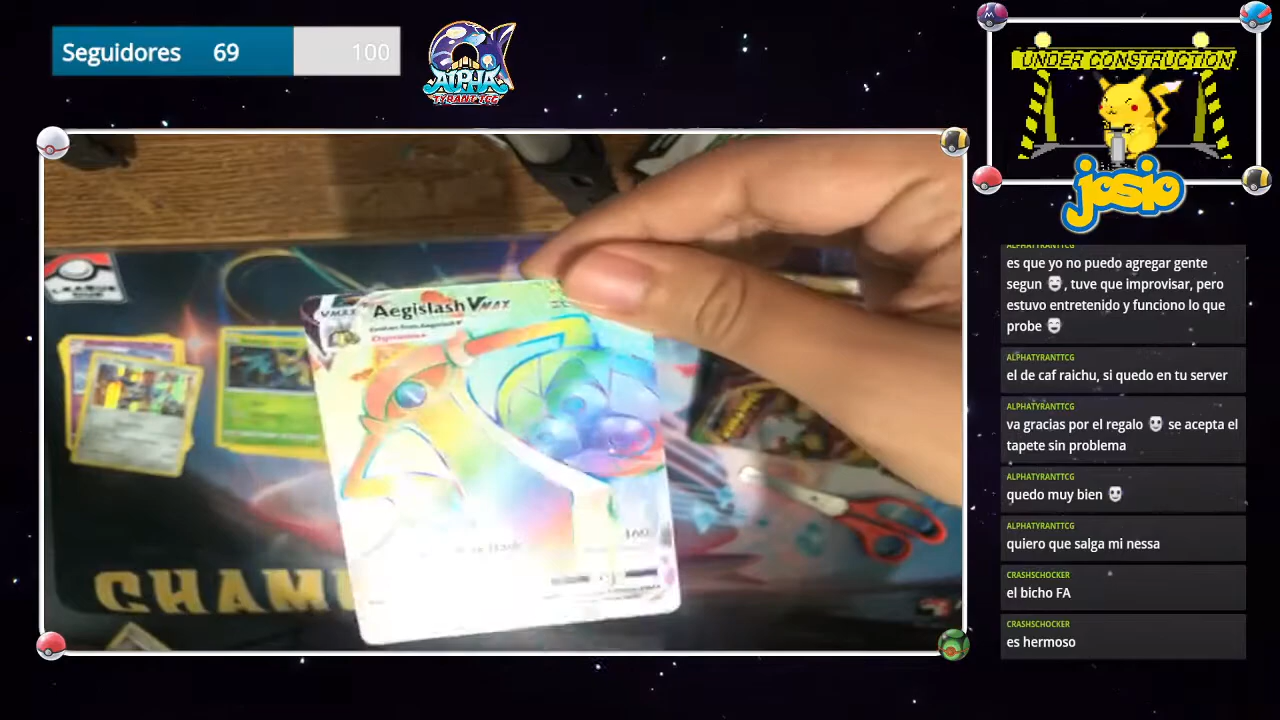 Seguidores 69 100
ALPHA
TYRANT TCG
UNDER CONSTRUCTION
josio
VMAX Aegislash VMAX
160
CHAM
ALPHATYRANTTCG
es que yo no puedo agregar gente
segun , tuve que improvisar, pero
estuvo entretenido y funciono lo que
probe
ALPHATYRANTTCG
el de caf raichu, si quedo en tu server
ALPHATYRANTTCG
va gracias por el regalo se acepta el
tapete sin problema
ALPHATYRANTTCG
quedo muy bien
ALPHATYRANTTCG
quiero que salga mi nessa
CRASHSCHOCKER
el bicho FA
CRASHSCHOCKER
es hermoso